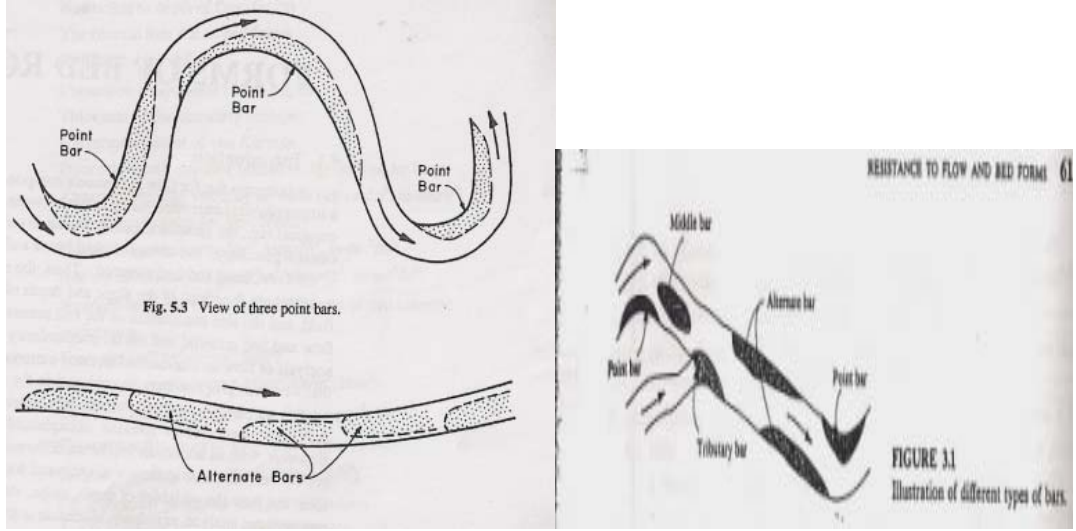 Point
Bar
Point
Bar
Point
Bar
Fig. 5.3 View of three point bars.
Alternate Bars
RESISTANCE TO FLOW AND BED FORMS 61
Middle bar
Alternate bar
Point bar
Point bar
Tributary bar
FIGURE 3.1
Illustration of different types of bars.